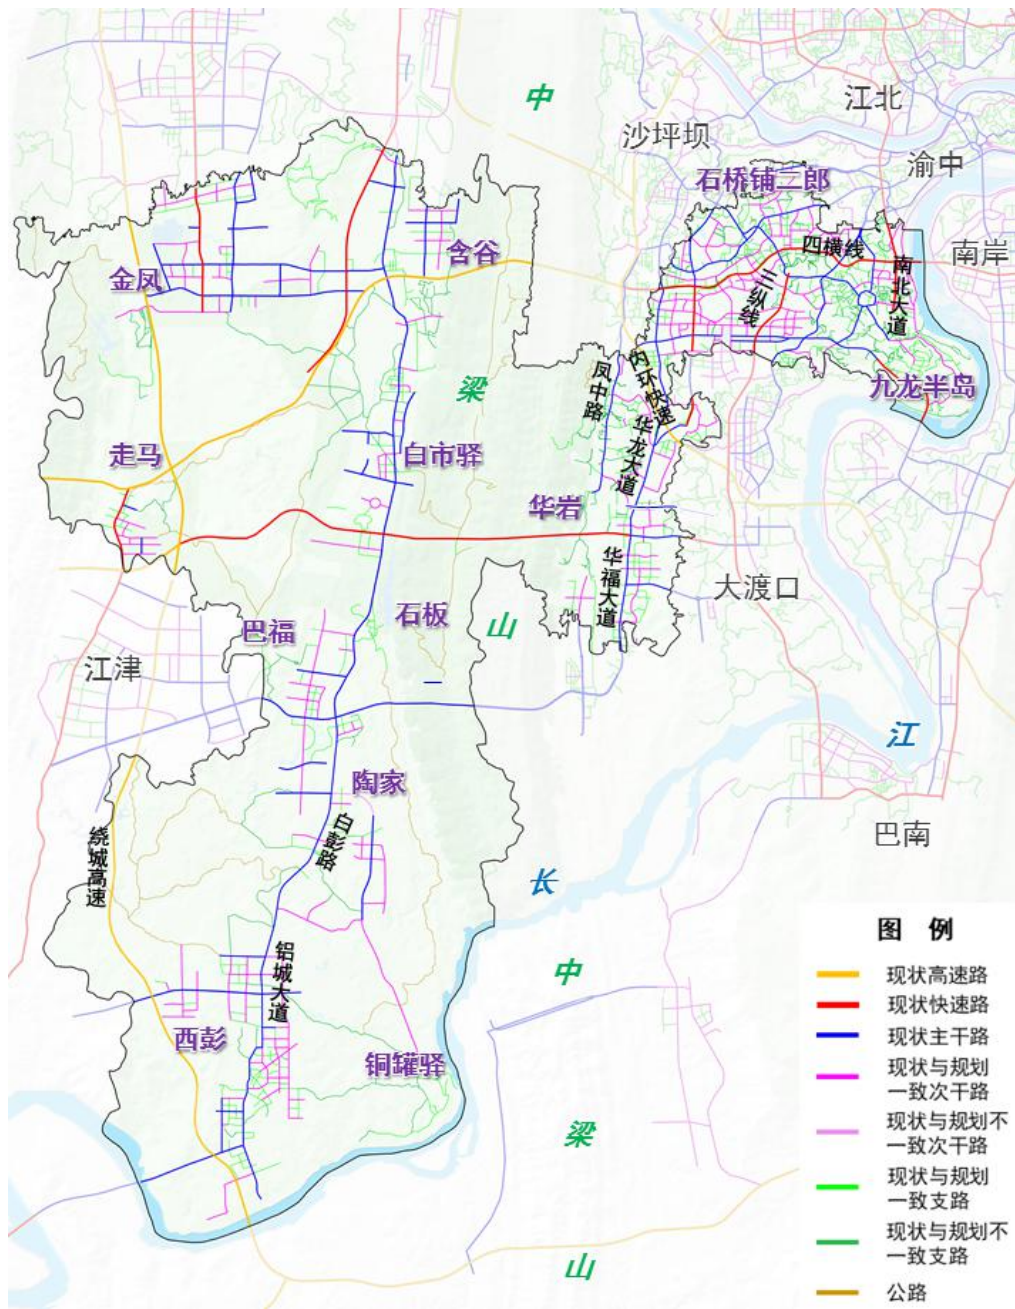 中
江北
沙坪坝
渝中
石桥铺二郎
四横线
南岸
含谷
南北大道
金凤
三纵线
内环快速
凤中路
九龙半岛
梁
华龙大道
走马
白市驿
华岩
华福大道
大渡口
石板
巴福
山
江津
江
陶家
白彭路
绕城高速
巴南
长
铝城大道
中
西彭
铜罐驿
梁
山
图 例
现状高速路
现状快速路
现状主干路
现状与规划
一致次干路
现状与规划不
一致次干路
现状与规划
一致支路
现状与规划不
一致支路
公路